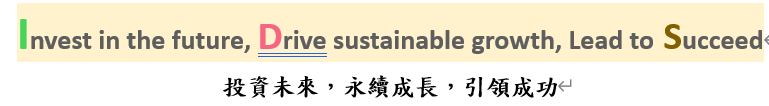 Invest in the future, Drive sustainable growth, Lead to Succeed
投資未來，永續成長，引領成功